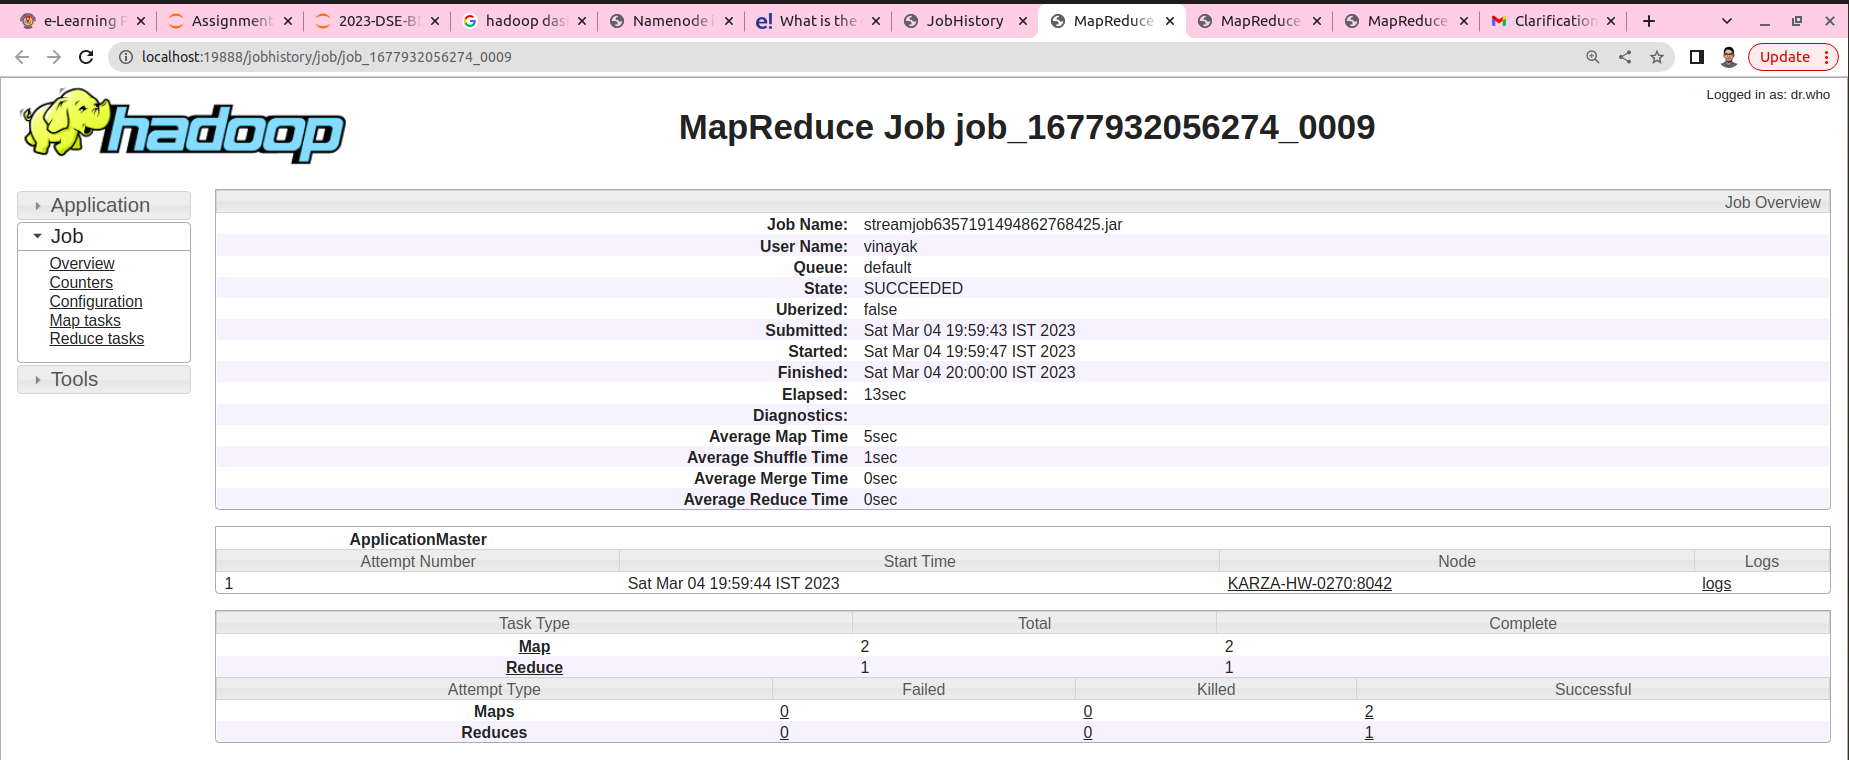 e-Learning Assignment 2023-DSE-B hadoop das Namenode What is the JobHistory MapReduce MapReduce MapReduce Clarification
localhost:19888/jobhistory/job/job_1677932056274_0009 Update
Logged in as: dr.who
hadoop MapReduce Job job_1677932056274_0009
Application
Job
Overview
Counters
Configuration
Map tasks
Reduce tasks
Tools
Job Overview
Job Name: streamjob6357191494862768425.jar
User Name: vinayak
Queue: default
State: SUCCEEDED
Uberized: false
Submitted: Sat Mar 04 19:59:43 IST 2023
Started: Sat Mar 04 19:59:47 IST 2023
Finished: Sat Mar 04 20:00:00 IST 2023
Elapsed: 13sec
Diagnostics:
Average Map Time 5sec
Average Shuffle Time 1sec
Average Merge Time 0sec
Average Reduce Time 0sec
ApplicationMaster
Attempt Number Start Time Node Logs
1 Sat Mar 04 19:59:44 IST 2023 KARZA-HW-0270:8042 logs
Task Type Total Complete
Map 2 2
Reduce 1 1
Attempt Type Failed Killed Successful
Maps 0 0 2
Reduces 0 0 1